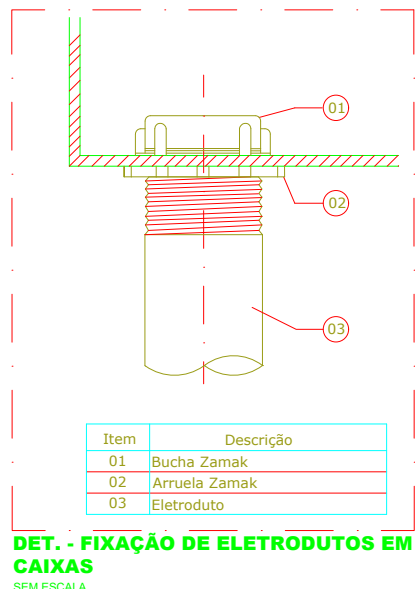 01
02
03
Item Descrição
01 Bucha Zamak
02 Arruela Zamak
03 Eletroduto
DET. - FIXAÇÃO DE ELETRODUTOS EM
CAIXAS
SEM ESCALA